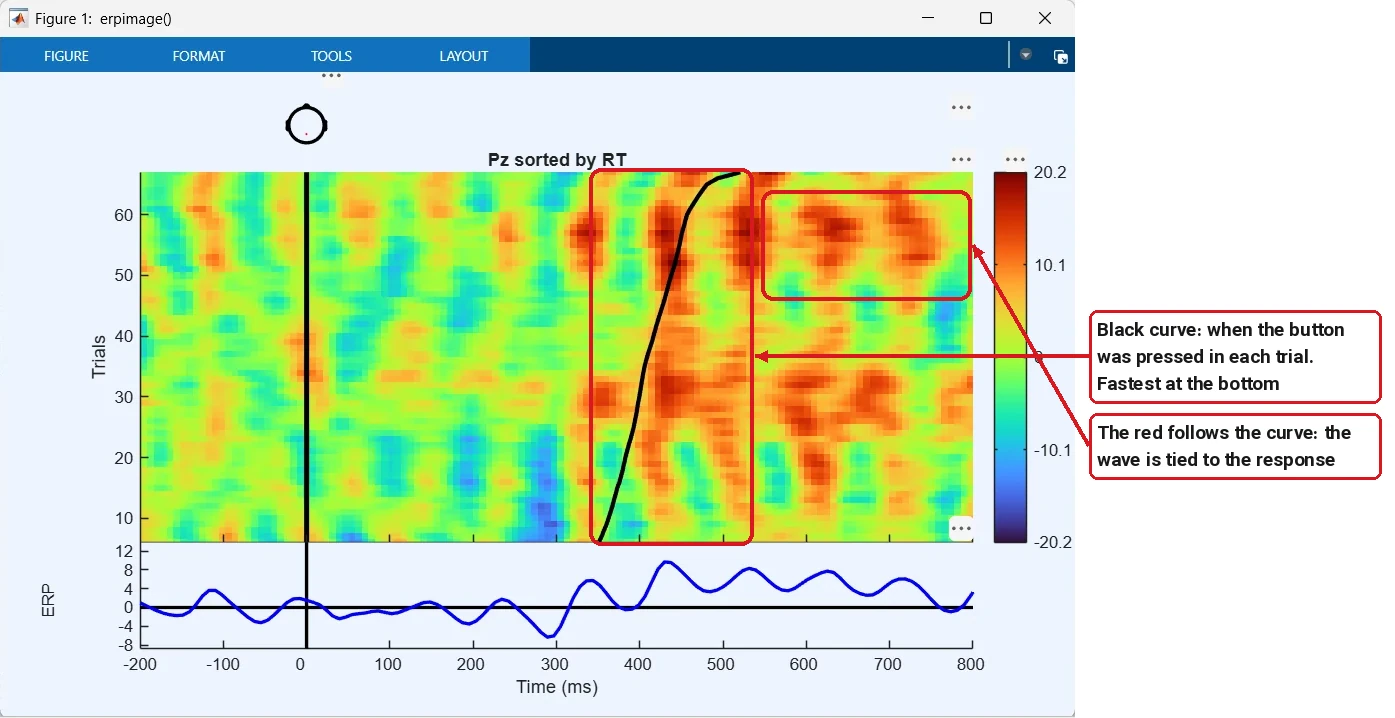 Figure 1: erpimage()
FIGURE FORMAT TOOLS LAYOUT
Pz sorted by RT
Trials
60
50
40
30
20
10
20.2
10.1
0
-10.1
-20.2
Black curve: when the button
was pressed in each trial.
Fastest at the bottom
The red follows the curve: the
wave is tied to the response
ERP
12
8
4
0
-4
-8
-200 -100 0 100 200 300 400 500 600 700 800
Time (ms)